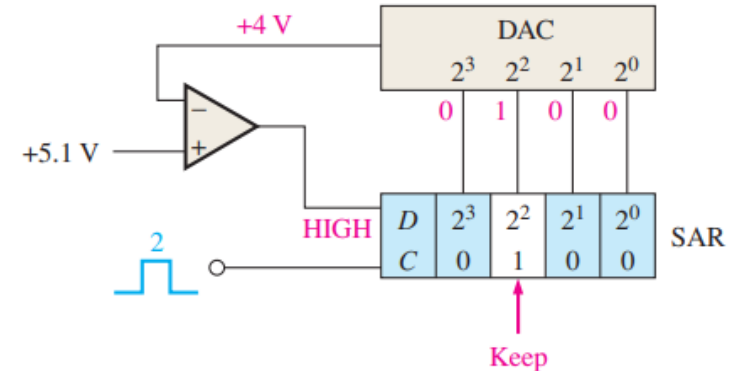 +4 V
DAC
2³ 2² 2¹ 2⁰
0 1 0 0
−
+5.1 V
+
HIGH
D 2³ 2² 2¹ 2⁰
SAR
2
C 0 1 0 0
Keep